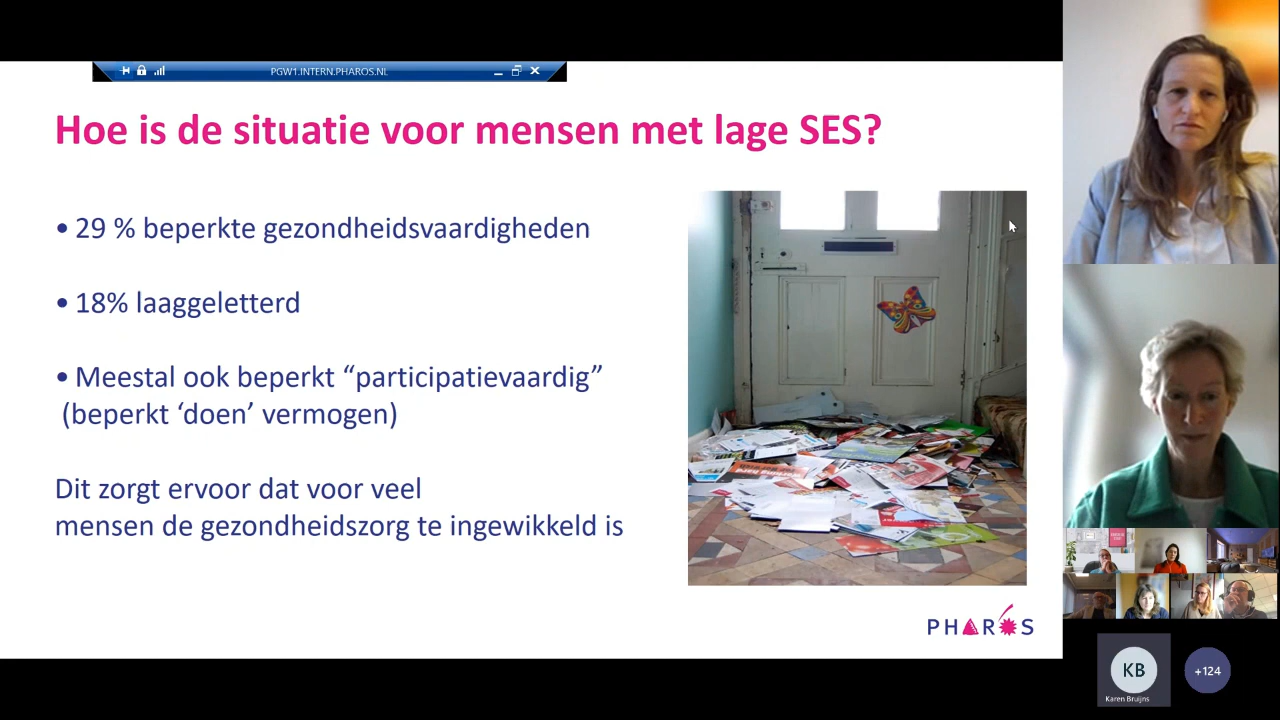 PGW1.INTERN.PHAROS.NL
Hoe is de situatie voor mensen met lage SES?
• 29 % beperkte gezondheidsvaardigheden
• 18% laaggeletterd
• Meestal ook beperkt “participatievaardig”
(beperkt ‘doen’ vermogen)
Dit zorgt ervoor dat voor veel
mensen de gezondheidszorg te ingewikkeld is
PHAROS
KB
Karen Bruijns
+124